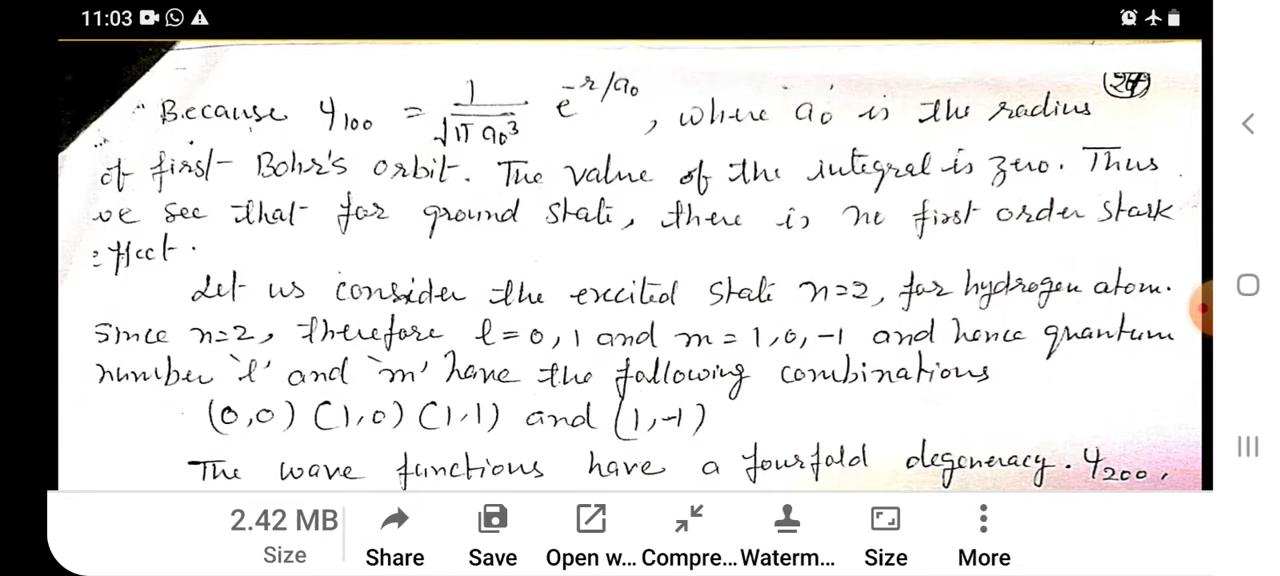 11:03
(27)
Because ψ100 = 1/√π a0³ e^-r/a0, where a0 is the radius
of first Bohr's orbit. The value of the integral is zero. Thus
we see that for ground state, there is no first order stark
effect.
Let us consider the excited state n=2, for hydrogen atom.
Since n=2, therefore l=0,1 and m=1,0,-1 and hence quantum
number 'l' and 'm' have the following combinations
(0,0) (1,0) (1,1) and (1,-1)
The wave functions have a fourfold degeneracy. ψ200,
2.42 MB
Size
Share
Save
Open w...
Compre...
Waterm...
Size
More